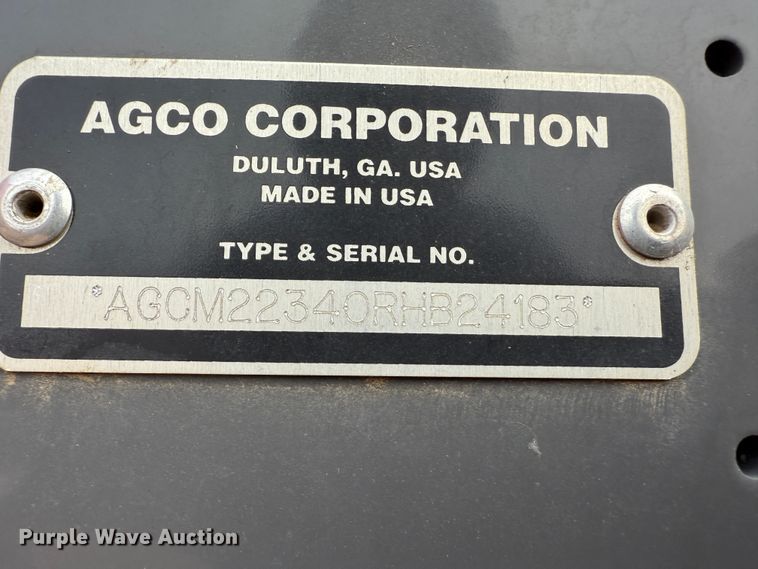 AGCO CORPORATION
DULUTH, GA. USA
MADE IN USA
TYPE & SERIAL NO.
*AGCM22340RHB24183*
Purple Wave Auction